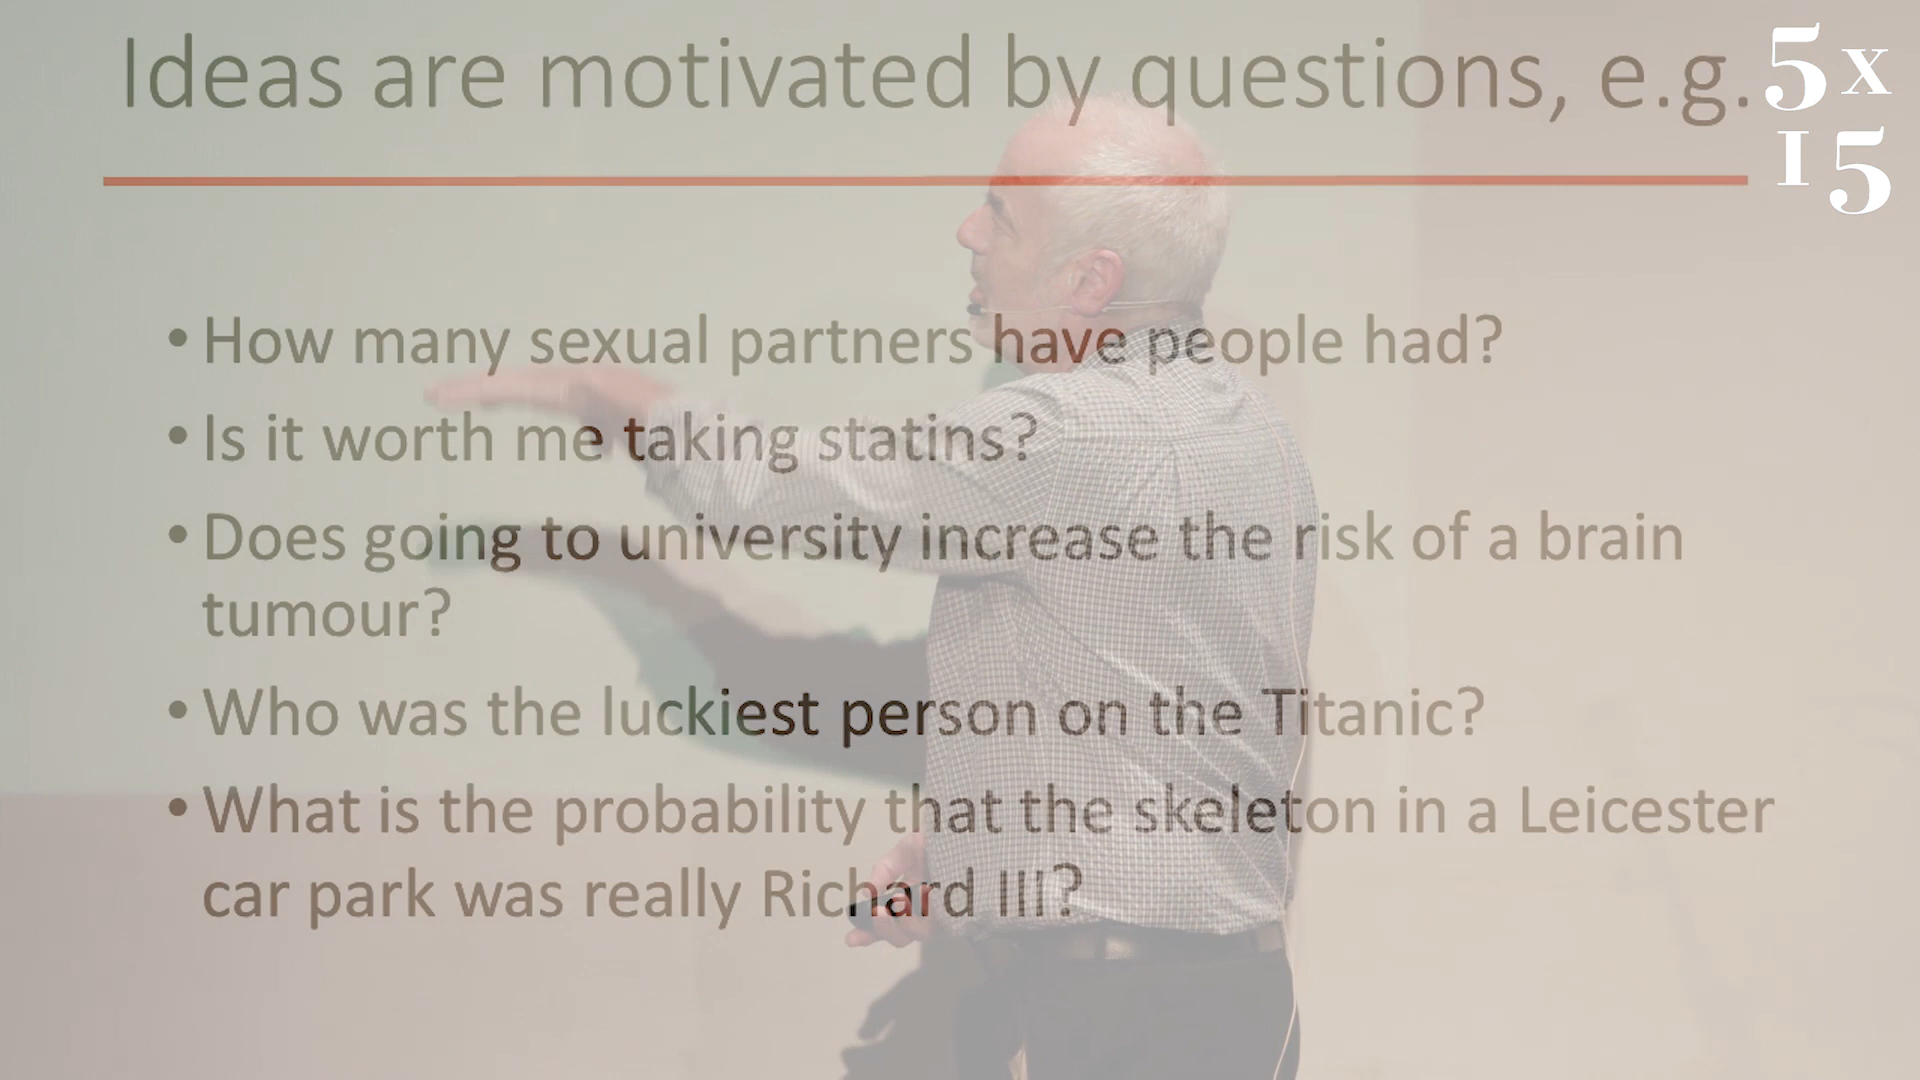 Ideas are motivated by questions, e.g.
5 x
15
• How many sexual partners have people had?
• Is it worth me taking statins?
• Does going to university increase the risk of a brain
tumour?
• Who was the luckiest person on the Titanic?
• What is the probability that the skeleton in a Leicester
car park was really Richard III?